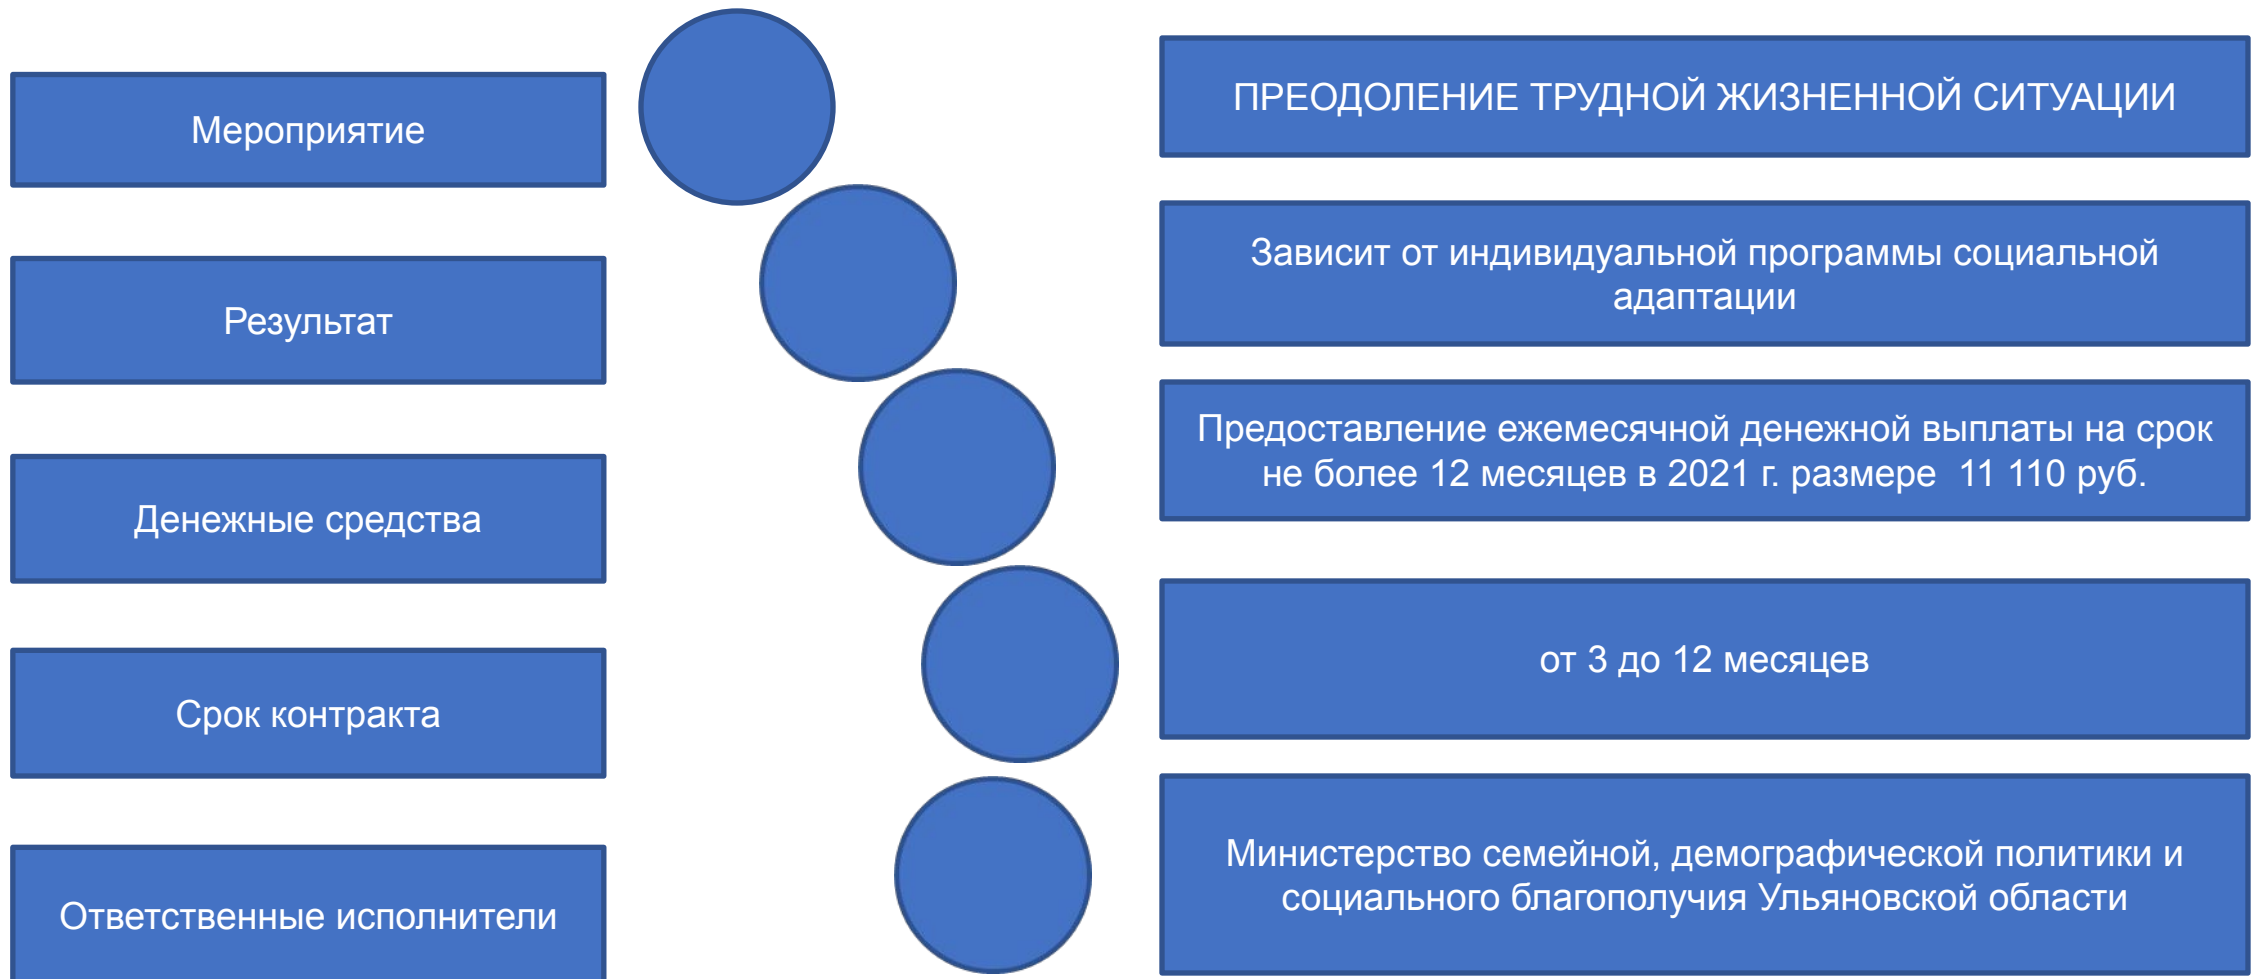 Мероприятие
ПРЕОДОЛЕНИЕ ТРУДНОЙ ЖИЗНЕННОЙ СИТУАЦИИ
Результат
Зависит от индивидуальной программы социальной
адаптации
Денежные средства
Предоставление ежемесячной денежной выплаты на срок
не более 12 месяцев в 2021 г. размере  11 110 руб.
Срок контракта
от 3 до 12 месяцев
Ответственные исполнители
Министерство семейной, демографической политики и
социального благополучия Ульяновской области